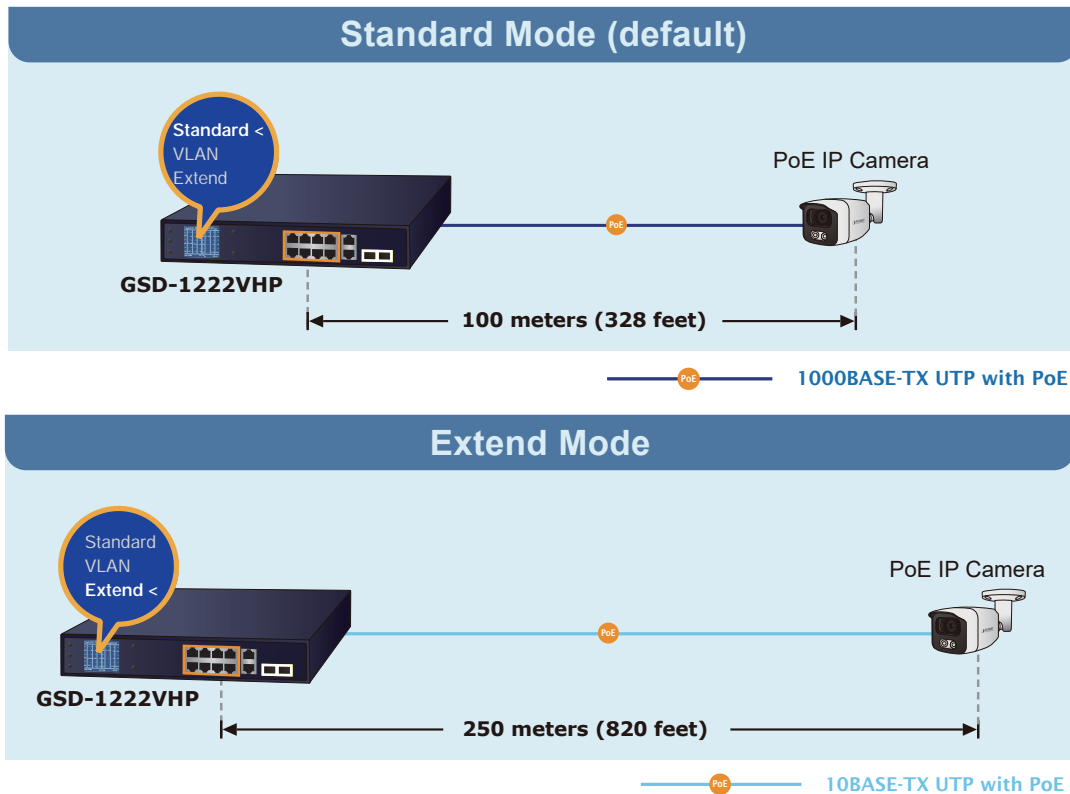 Standard Mode (default)
Standard <
VLAN
Extend
PoE IP Camera
PoE
GSD-1222VHP
100 meters (328 feet)
PoE
1000BASE-TX UTP with PoE
Extend Mode
Standard
VLAN
Extend <
PoE IP Camera
PoE
GSD-1222VHP
250 meters (820 feet)
PoE
10BASE-TX UTP with PoE